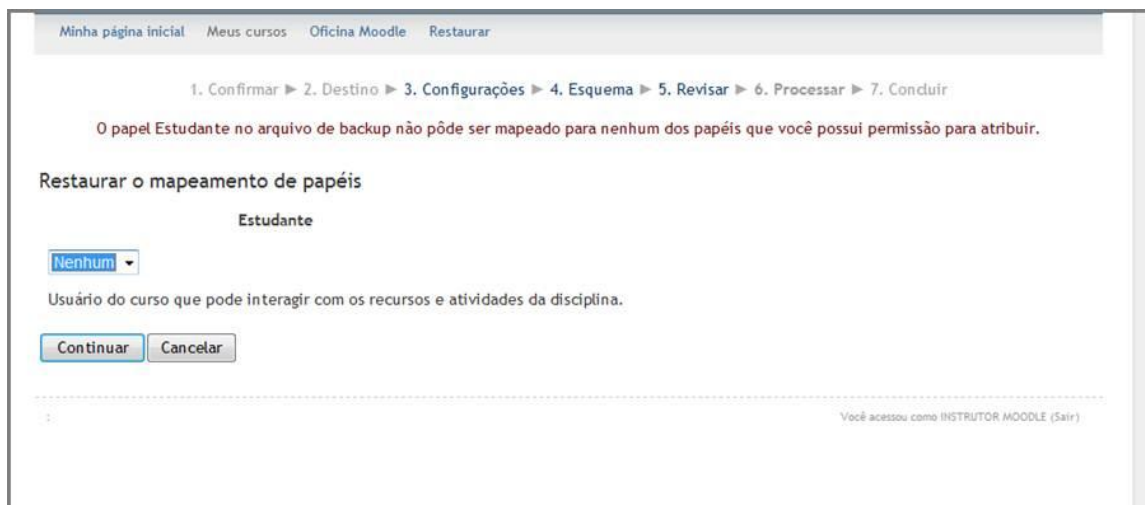 Minha página inicial Meus cursos Oficina Moodle Restaurar
1. Confirmar ► 2. Destino ► 3. Configurações ► 4. Esquema ► 5. Revisar ► 6. Processar ► 7. Concluir
O papel Estudante no arquivo de backup não pôde ser mapeado para nenhum dos papéis que você possui permissão para atribuir.
Restaurar o mapeamento de papéis
Estudante
Nenhum
Usuário do curso que pode interagir com os recursos e atividades da disciplina.
Continuar Cancelar
: Você acessou como INSTRUTOR MOODLE (Sair)